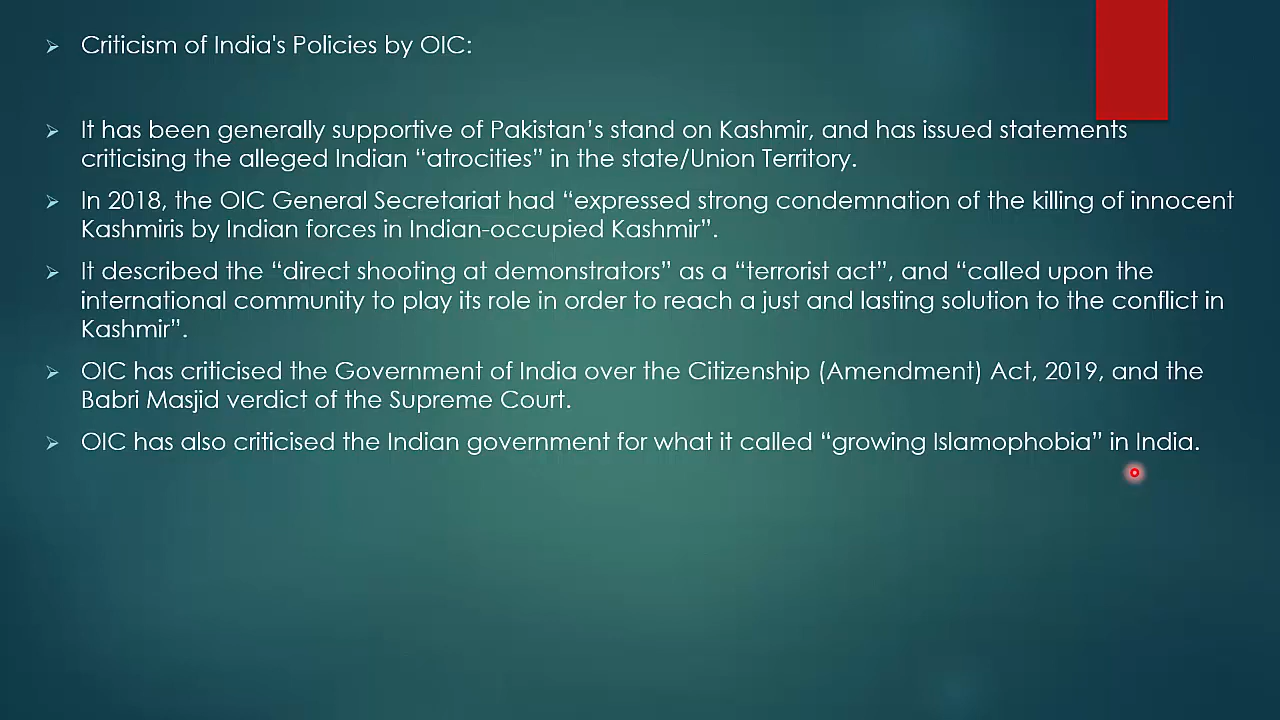 Criticism of India's Policies by OIC:
It has been generally supportive of Pakistan’s stand on Kashmir, and has issued statements
criticising the alleged Indian “atrocities” in the state/Union Territory.
In 2018, the OIC General Secretariat had “expressed strong condemnation of the killing of innocent
Kashmiris by Indian forces in Indian-occupied Kashmir”.
It described the “direct shooting at demonstrators” as a “terrorist act”, and “called upon the
international community to play its role in order to reach a just and lasting solution to the conflict in
Kashmir”.
OIC has criticised the Government of India over the Citizenship (Amendment) Act, 2019, and the
Babri Masjid verdict of the Supreme Court.
OIC has also criticised the Indian government for what it called “growing Islamophobia” in India.